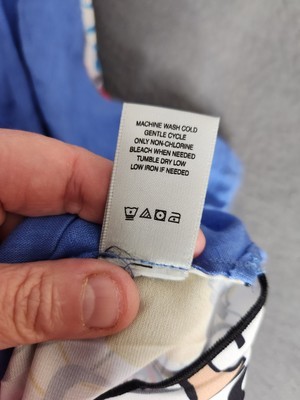 MACHINE WASH COLD
GENTLE CYCLE
ONLY NON-CHLORINE
BLEACH WHEN NEEDED
TUMBLE DRY LOW
LOW IRON IF NEEDED